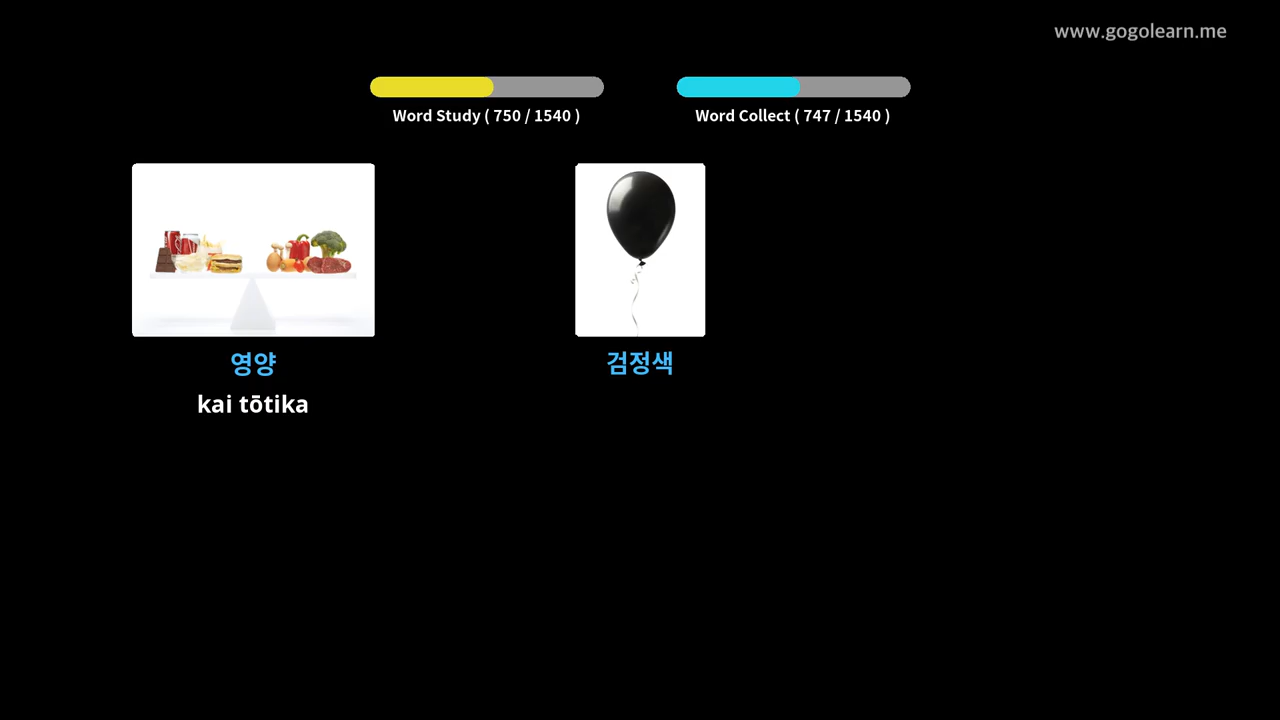 www.gogolearn.me
Word Study ( 750 / 1540 )
Word Collect ( 747 / 1540 )
영양
kai tōtika
검정색